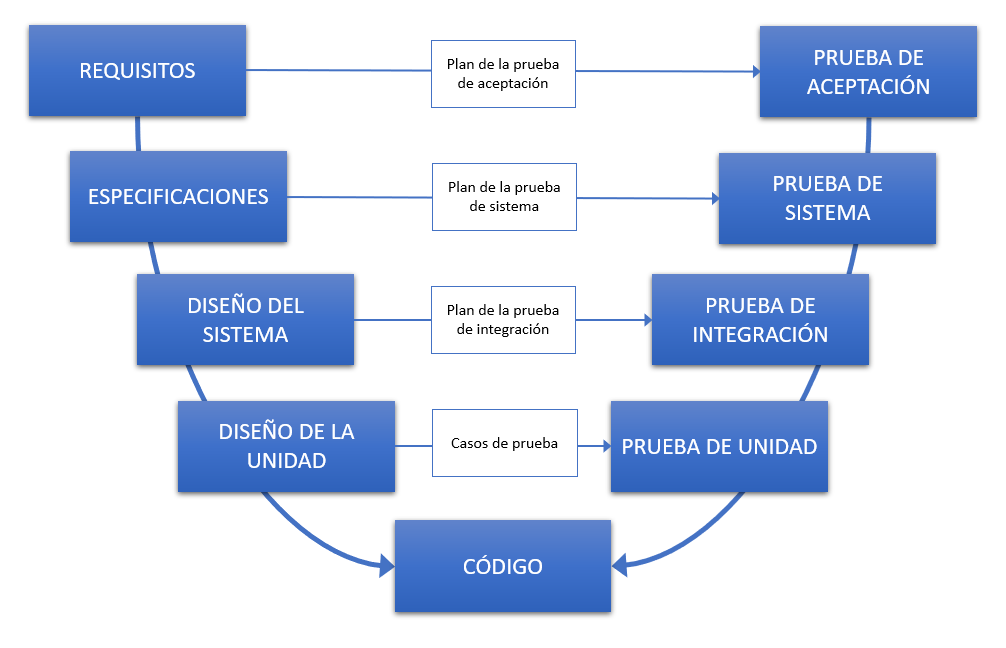 REQUISITOS
Plan de la prueba
de aceptación
PRUEBA DE
ACEPTACIÓN
ESPECIFICACIONES
Plan de la prueba
de sistema
PRUEBA DE
SISTEMA
DISEÑO DEL
SISTEMA
Plan de la prueba
de integración
PRUEBA DE
INTEGRACIÓN
DISEÑO DE LA
UNIDAD
Casos de prueba
PRUEBA DE UNIDAD
CÓDIGO